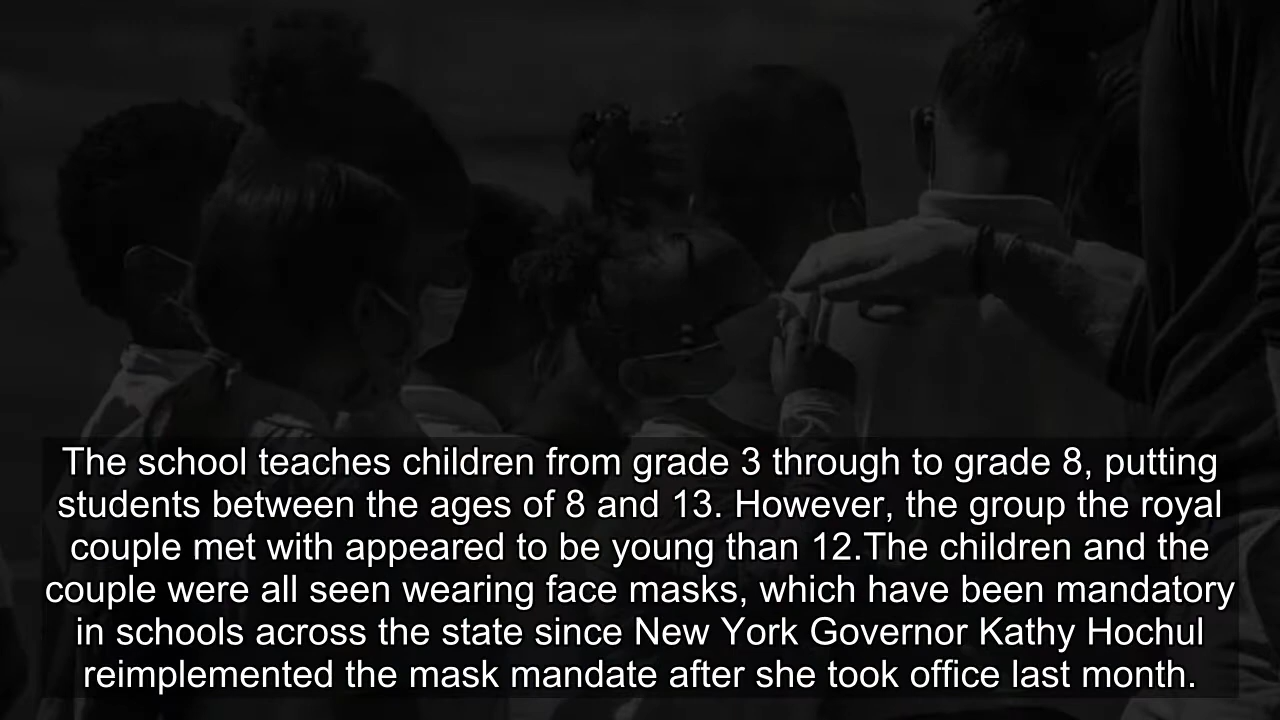 The school teaches children from grade 3 through to grade 8, putting
students between the ages of 8 and 13. However, the group the royal
couple met with appeared to be young than 12.The children and the
couple were all seen wearing face masks, which have been mandatory
in schools across the state since New York Governor Kathy Hochul
reimplemented the mask mandate after she took office last month.